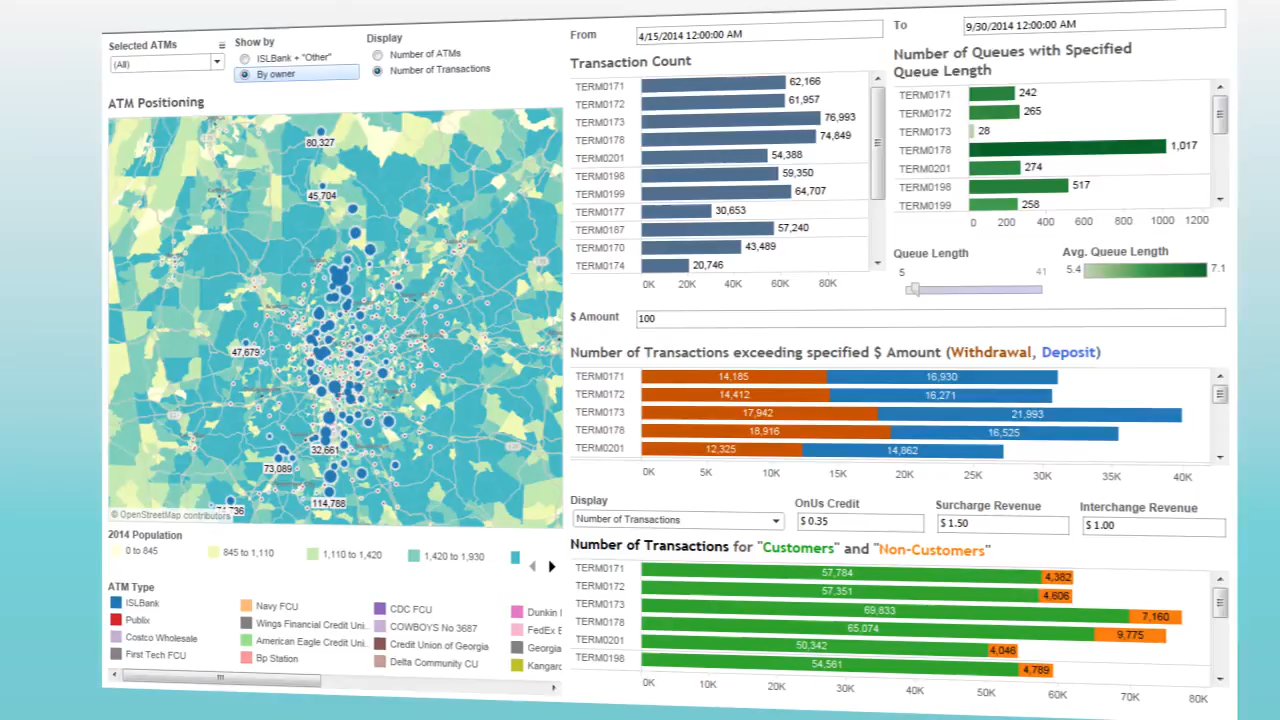 Selected ATMs
(All)
Show by
ISLBank + "Other"
By owner
Display
Number of ATMs
Number of Transactions
ATM Positioning
80,327
45,704
47,679
32,661
73,089
114,788
© OpenStreetMap contributors
2014 Population
0 to 845
845 to 1,110
1,110 to 1,420
1,420 to 1,930
ATM Type
ISLBank
Publix
Costco Wholesale
First Tech FCU
Navy FCU
Wings Financial Credit Uni..
American Eagle Credit Uni..
Bp Station
CDC FCU
COWBOYS No 3687
Credit Union of Georgia
Delta Community CU
Dunkin
FedEx E
Georgia
Kangaro
From
4/15/2014 12:00:00 AM
To
9/30/2014 12:00:00 AM
Transaction Count
TERM0171 62,166
TERM0172 61,957
TERM0173 76,993
TERM0178 74,849
TERM0201 54,388
TERM0198 59,350
TERM0199 64,707
TERM0177 30,653
TERM0187 57,240
TERM0170 43,489
TERM0174 20,746
0K 20K 40K 60K 80K
Number of Queues with Specified
Queue Length
TERM0171 242
TERM0172 265
TERM0173 28
TERM0178 1,017
TERM0201 274
TERM0198 517
TERM0199 258
0 200 400 600 800 1000 1200
Queue Length
5 41
Avg. Queue Length
5.4 7.1
$ Amount
100
Number of Transactions exceeding specified $ Amount (Withdrawal, Deposit)
TERM0171 14,185 16,930
TERM0172 14,412 16,271
TERM0173 17,942 21,993
TERM0178 18,916 16,525
TERM0201 12,325 14,862
0K 5K 10K 15K 20K 25K 30K 35K 40K
Display
Number of Transactions
OnUs Credit
$ 0.35
Surcharge Revenue
$ 1.50
Interchange Revenue
$ 1.00
Number of Transactions for "Customers" and "Non-Customers"
TERM0171 57,784 4,382
TERM0172 57,351 4,606
TERM0173 69,833 7,160
TERM0178 65,074 9,775
TERM0201 50,342 4,046
TERM0198 54,561 4,789
0K 10K 20K 30K 40K 50K 60K 70K 80K